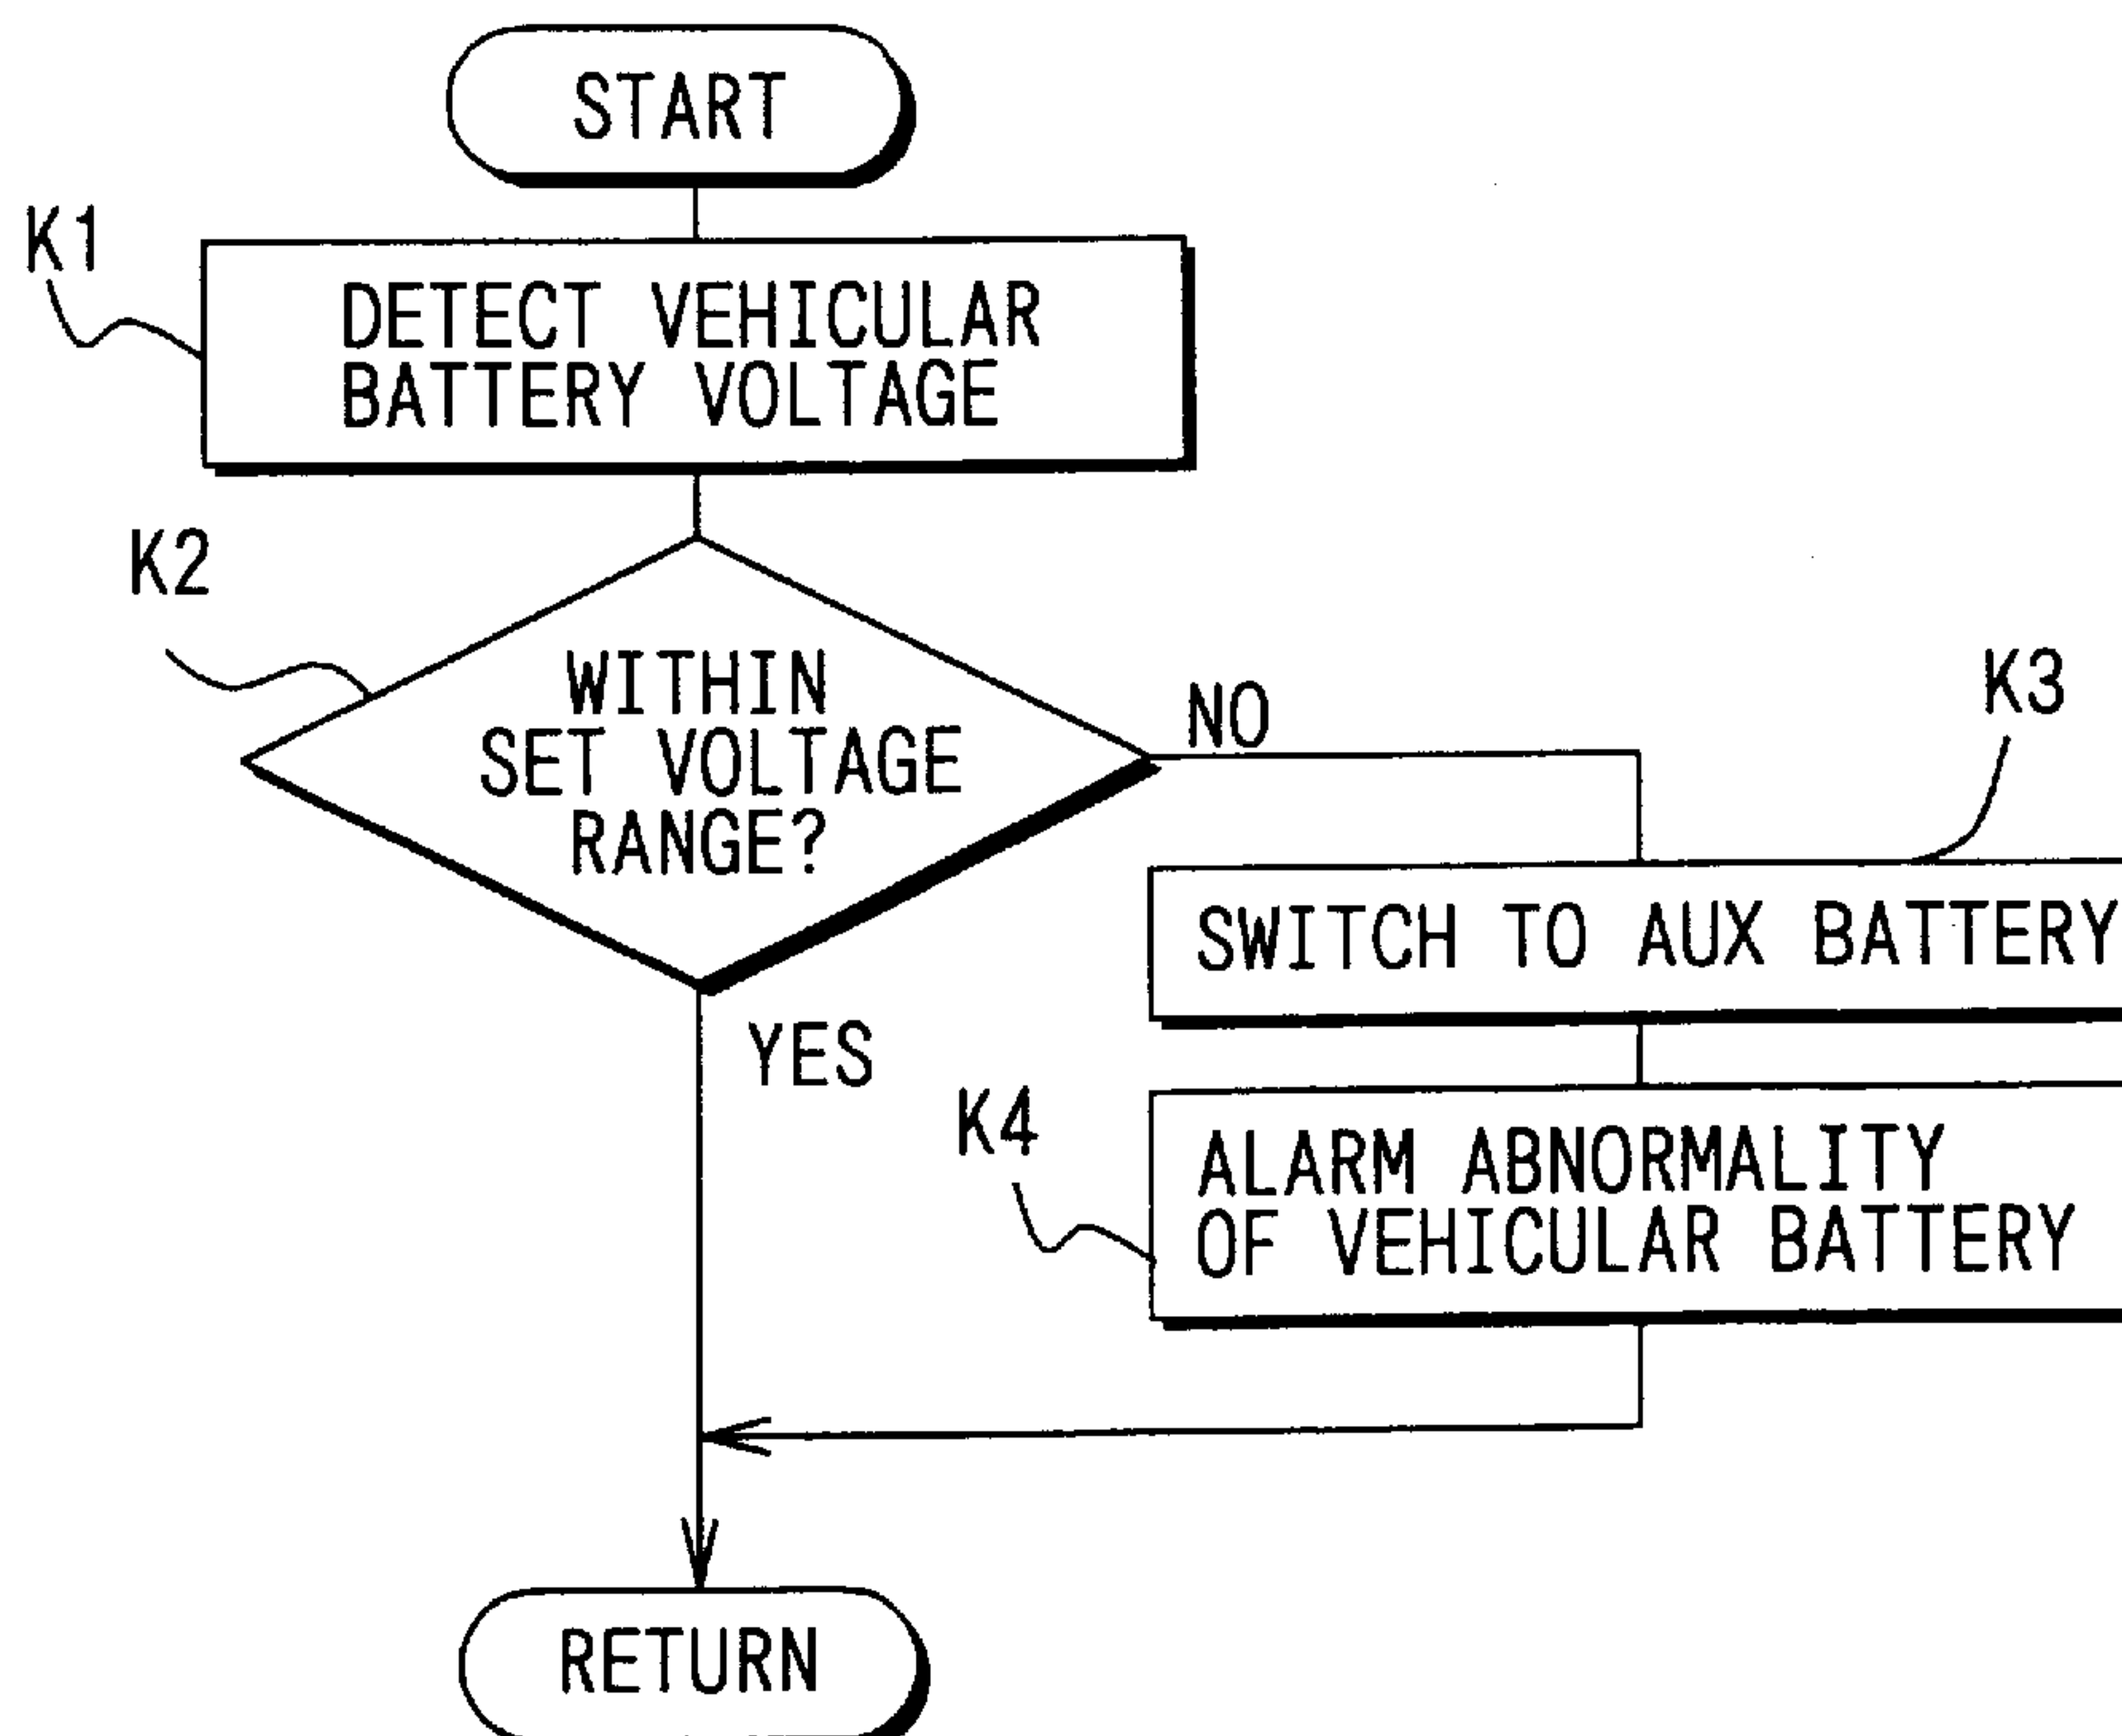 START
K1
DETECT VEHICULAR
BATTERY VOLTAGE
K2
WITHIN
SET VOLTAGE
RANGE?
NO
K3
SWITCH TO AUX BATTERY
YES
K4
ALARM ABNORMALITY
OF VEHICULAR BATTERY
RETURN